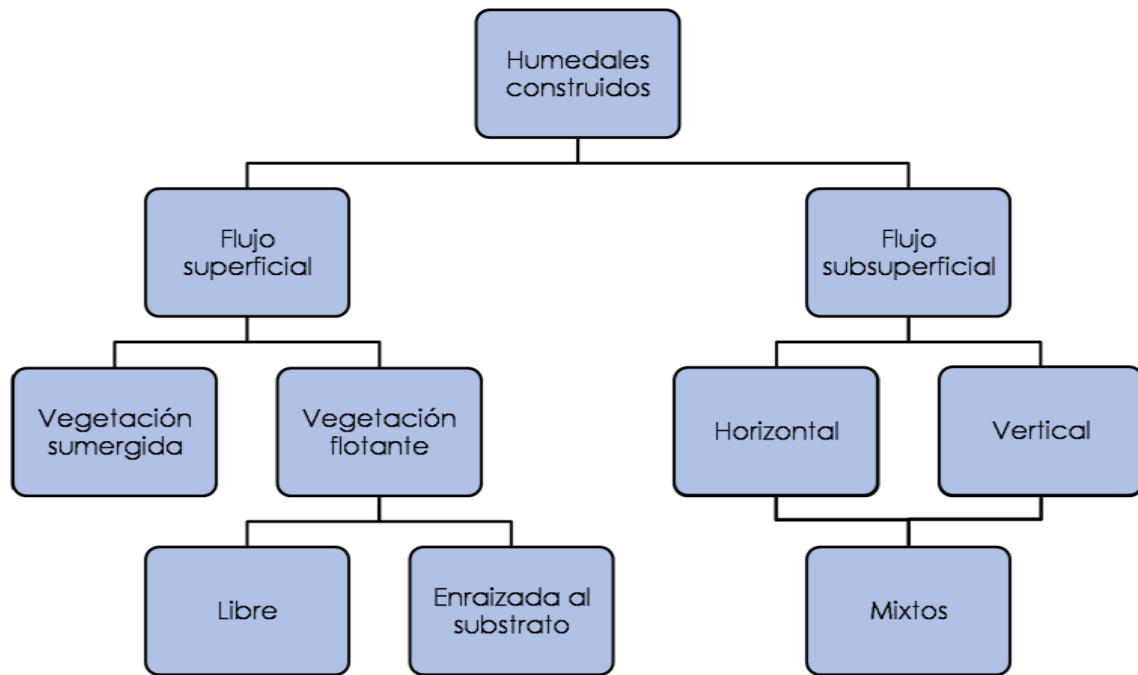 Humedales
construidos
Flujo
superficial
Flujo
subsuperficial
Vegetación
sumergida
Vegetación
flotante
Horizontal
Vertical
Libre
Enraizada al
substrato
Mixtos